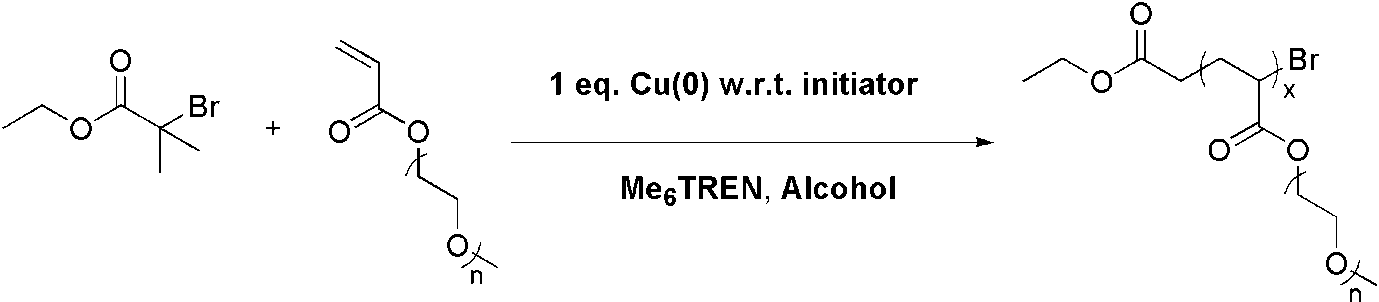 O
O
Br
+
O
O
O
n
1 eq. Cu(0) w.r.t. initiator
Me6TREN, Alcohol
O
O
Br
x
O
O
O
n